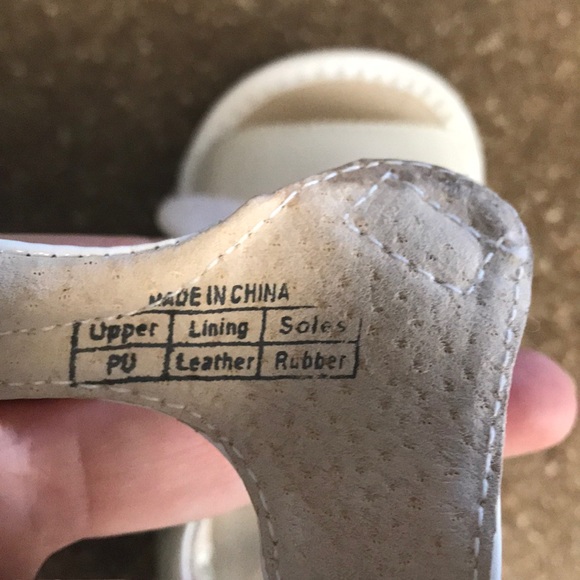 MADE IN CHINA
Upper Lining Soles
PU Leather Rubber